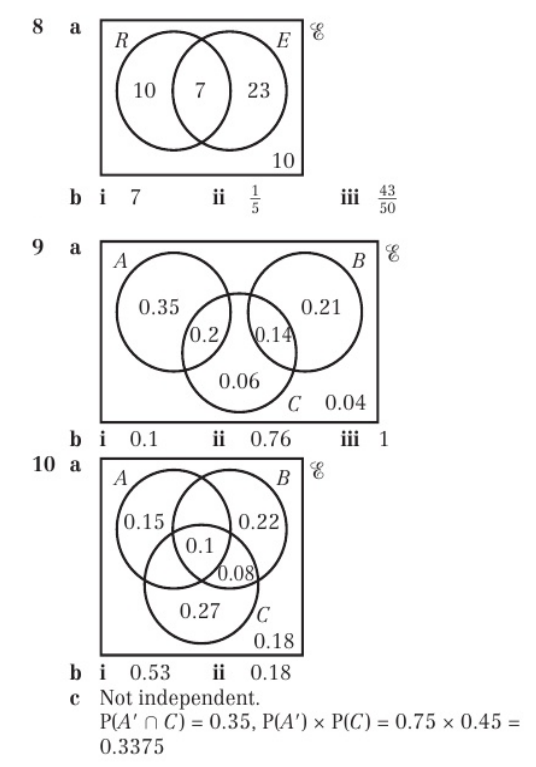 8 a
R E ℰ
10 7 23
10
b i 7 ii 1/5 iii 43/50
9 a
A B ℰ
0.35 0.21
0.2 0.14
0.06
C 0.04
b i 0.1 ii 0.76 iii 1
10 a
A B ℰ
0.15 0.22
0.1
0.08
0.27 C
0.18
b i 0.53 ii 0.18
c Not independent.
P(A′ ∩ C) = 0.35, P(A′) × P(C) = 0.75 × 0.45 =
0.3375